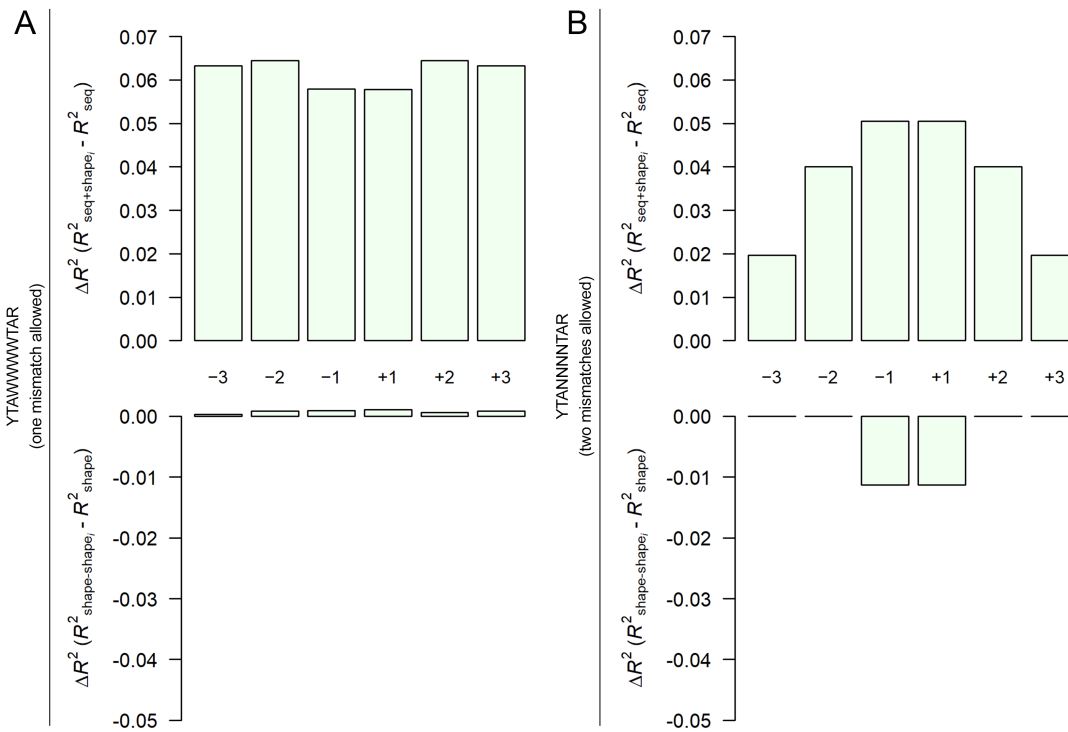 A
YTAWWWWTAR
(one mismatch allowed)
ΔR² (R²seq+shapeᵢ - R²seq)
0.07
0.06
0.05
0.04
0.03
0.02
0.01
0.00
−3 −2 −1 +1 +2 +3
ΔR² (R²shape-shapeᵢ - R²shape)
0.00
-0.01
-0.02
-0.03
-0.04
-0.05
B
YTANNNNTAR
(two mismatches allowed)
ΔR² (R²seq+shapeᵢ - R²seq)
0.07
0.06
0.05
0.04
0.03
0.02
0.01
0.00
−3 −2 −1 +1 +2 +3
ΔR² (R²shape-shapeᵢ - R²shape)
0.00
-0.01
-0.02
-0.03
-0.04
-0.05